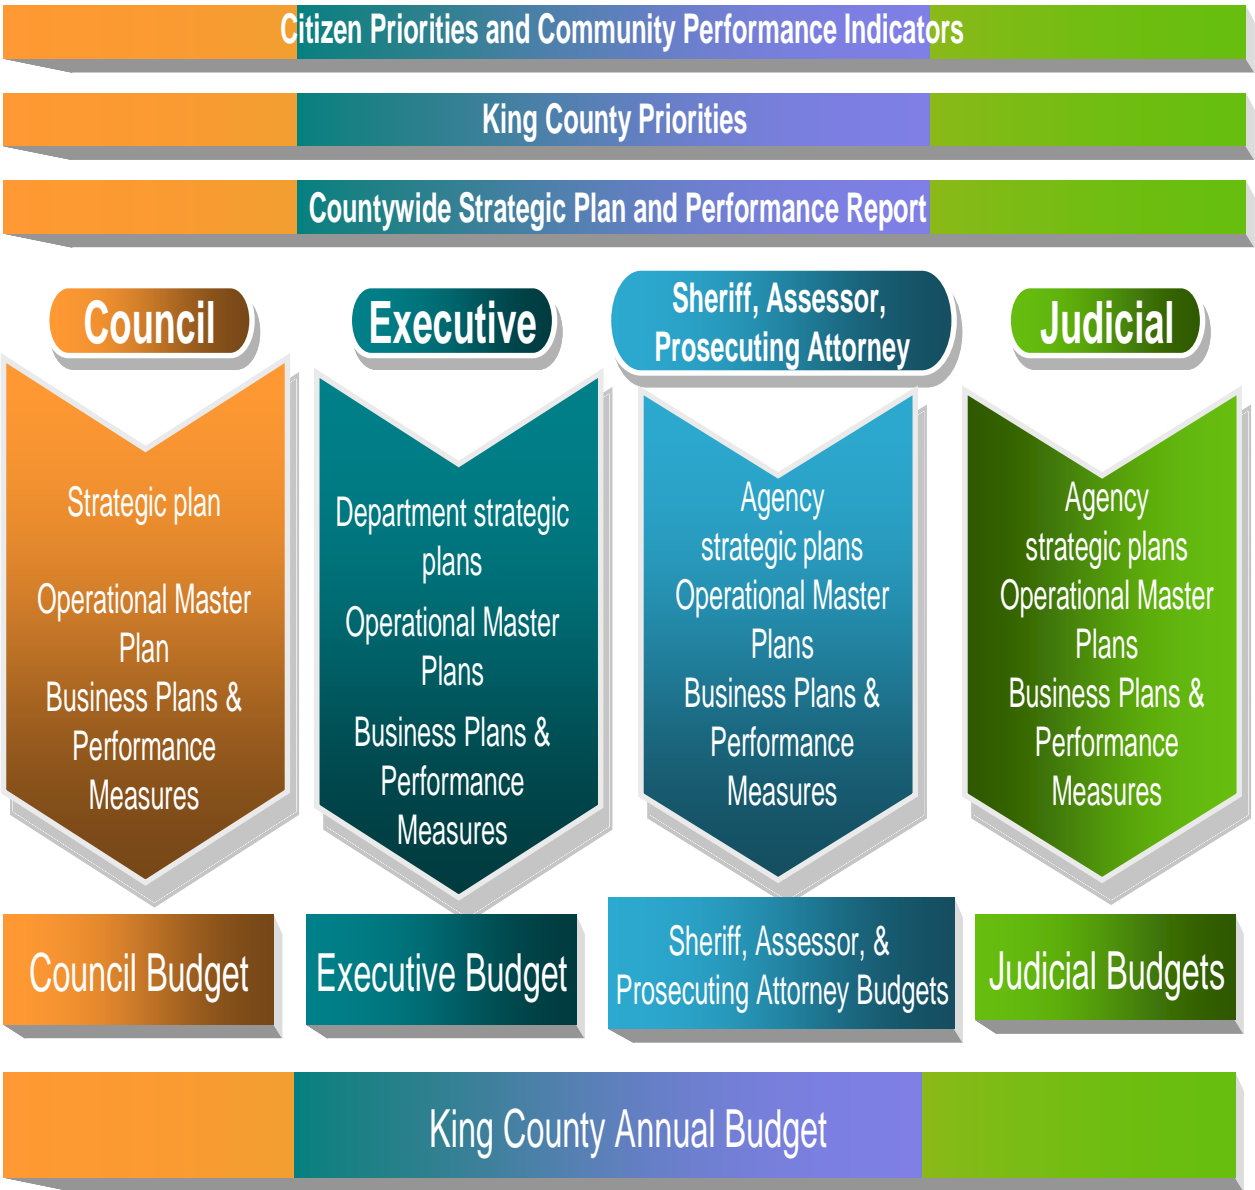 Citizen Priorities and Community Performance Indicators
King County Priorities
Countywide Strategic Plan and Performance Report
Council
Executive
Sheriff, Assessor,
Prosecuting Attorney
Judicial
Strategic plan
Operational Master
Plan
Business Plans &
Performance
Measures
Department strategic
plans
Operational Master
Plans
Business Plans &
Performance
Measures
Agency
strategic plans
Operational Master
Plans
Business Plans &
Performance
Measures
Agency
strategic plans
Operational Master
Plans
Business Plans &
Performance
Measures
Council Budget
Executive Budget
Sheriff, Assessor, &
Prosecuting Attorney Budgets
Judicial Budgets
King County Annual Budget